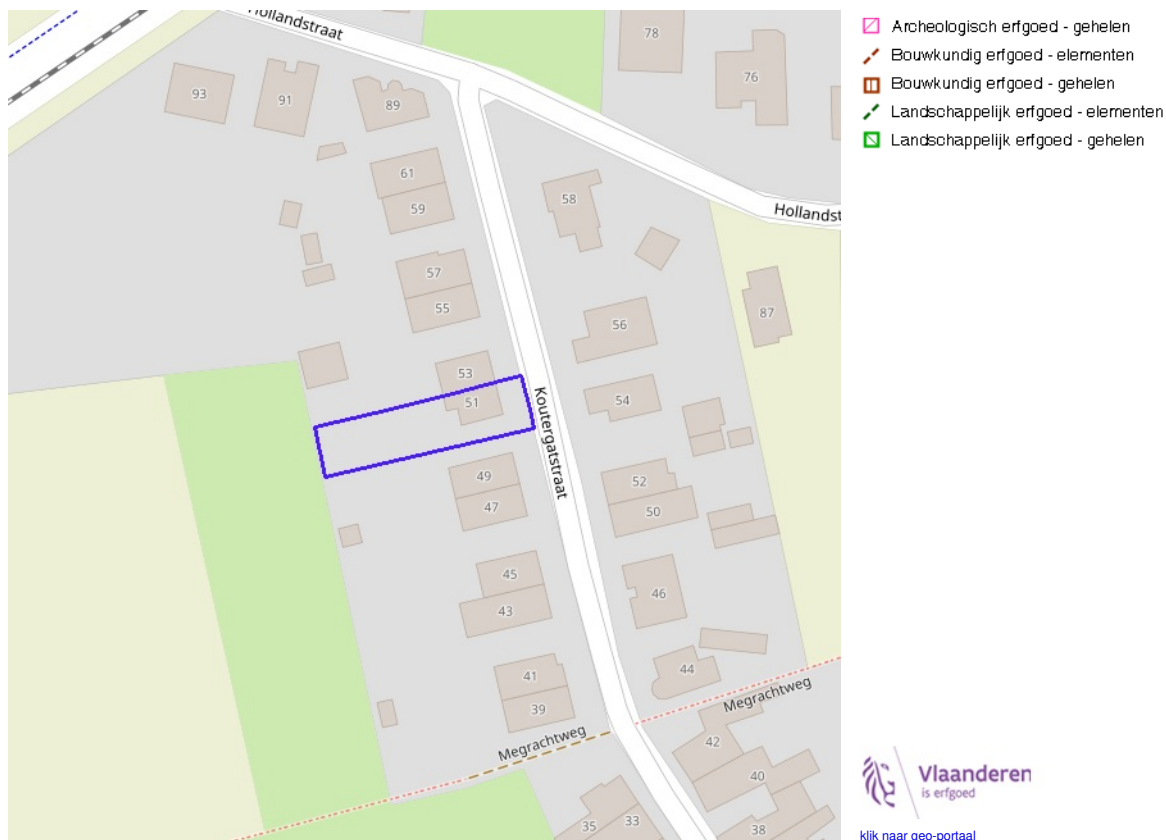 Hollandstraat
78
76
93
91
89
61
59
58
Hollandst
57
55
87
56
53
51
54
Koutergatstraat
49
47
52
50
45
43
46
41
39
44
Megrachtweg
Megrachtweg
42
40
35
33
38
Archeologisch erfgoed - gehelen
Bouwkundig erfgoed - elementen
Bouwkundig erfgoed - gehelen
Landschappelijk erfgoed - elementen
Landschappelijk erfgoed - gehelen
Vlaanderen
is erfgoed
klik naar geo-portaal